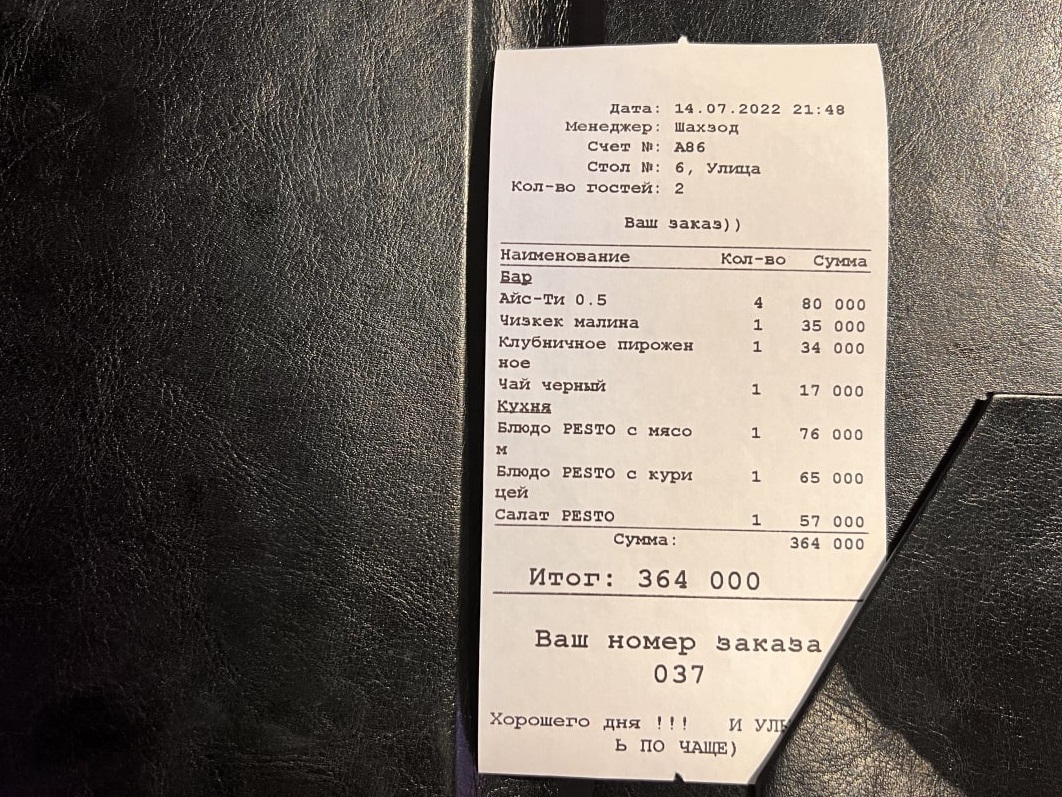 Дата: 14.07.2022 21:48
Менеджер: Шахзод
Счет №: А86
Стол №: 6, Улица
Кол-во гостей: 2
Ваш заказ))
Наименование Кол-во Сумма
Бар
Айс-Ти 0.5 4 80 000
Чизкек малина 1 35 000
Клубничное пирожен 1 34 000
ное
Чай черный 1 17 000
Кухня
Блюдо PESTO с мясо 1 76 000
м
Блюдо PESTO с кури 1 65 000
цей
Салат PESTO 1 57 000
Сумма: 364 000
Итог: 364 000
Ваш номер заказа
037
Хорошего дня !!! И
Ь ПО ЧАЩЕ)